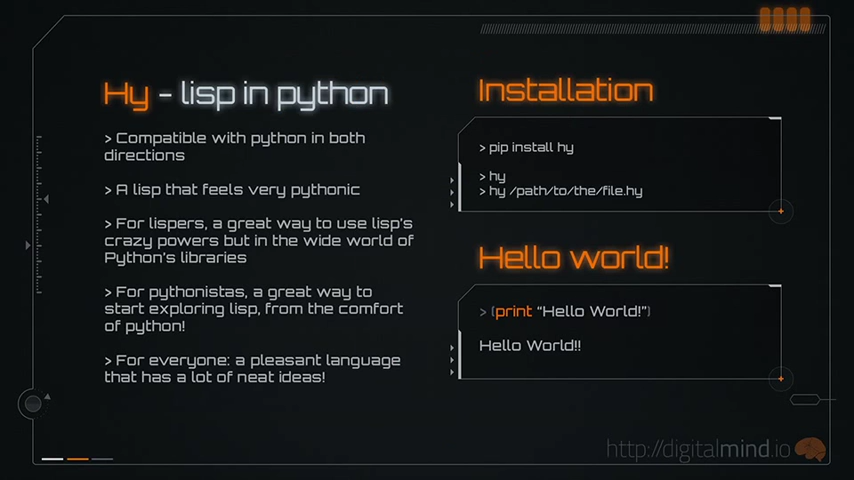 Hy - lisp in python
> Compatible with python in both
directions
> A lisp that feels very pythonic
> For lispers, a great way to use lisp's
crazy powers but in the wide world of
Python's libraries
> For pythonistas, a great way to
start exploring lisp, from the comfort
of python!
> For everyone: a pleasant language
that has a lot of neat ideas!
Installation
> pip install hy
> hy
> hy /path/to/the/file.hy
Hello world!
> (print “Hello World!”)
Hello World!!
http://digitalmind.io